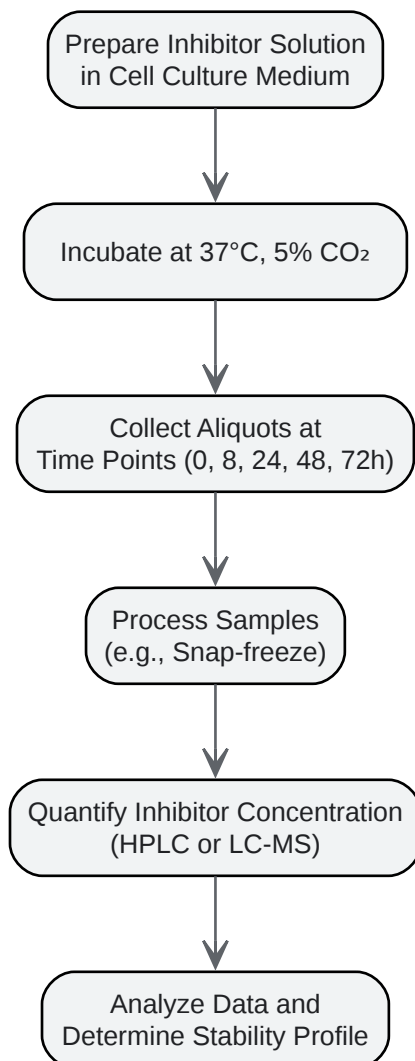 Prepare Inhibitor Solution
in Cell Culture Medium
Incubate at 37°C, 5% CO₂
Collect Aliquots at
Time Points (0, 8, 24, 48, 72h)
Process Samples
(e.g., Snap-freeze)
Quantify Inhibitor Concentration
(HPLC or LC-MS)
Analyze Data and
Determine Stability Profile